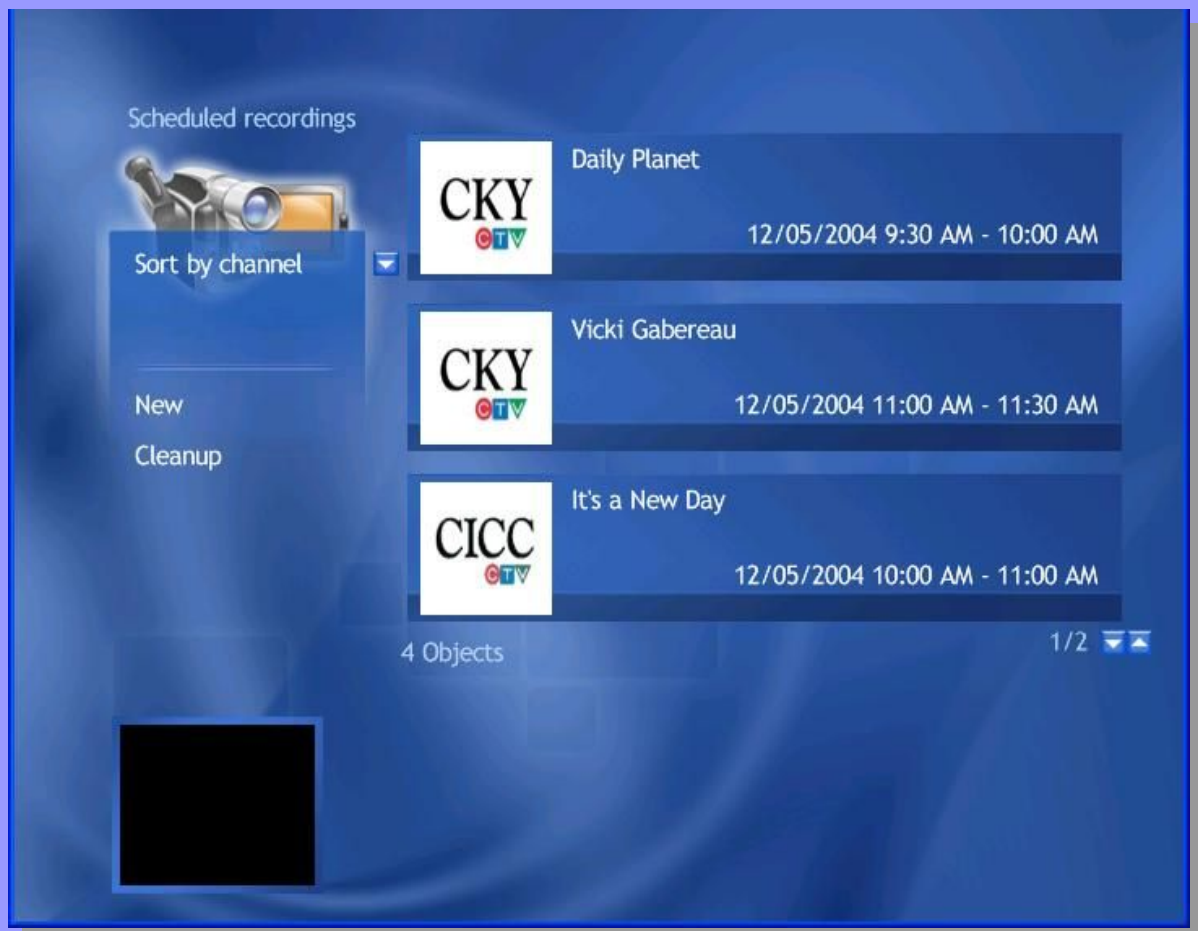 Scheduled recordings
Sort by channel
New
Cleanup
CKY
CTV
Daily Planet
12/05/2004 9:30 AM - 10:00 AM
CKY
CTV
Vicki Gabereau
12/05/2004 11:00 AM - 11:30 AM
CICC
CTV
It's a New Day
12/05/2004 10:00 AM - 11:00 AM
4 Objects
1/2